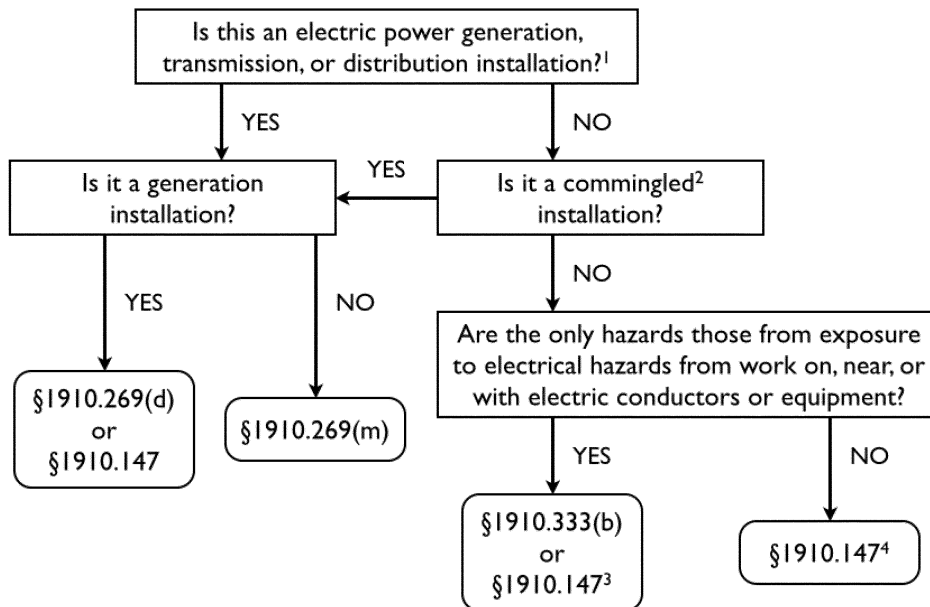 Is this an electric power generation,
transmission, or distribution installation?¹
YES
NO
Is it a generation
installation?
YES
Is it a commingled²
installation?
YES
NO
NO
Are the only hazards those from exposure
to electrical hazards from work on, near, or
with electric conductors or equipment?
§1910.269(d)
or
§1910.147
§1910.269(m)
YES
NO
§1910.333(b)
or
§1910.147³
§1910.147⁴